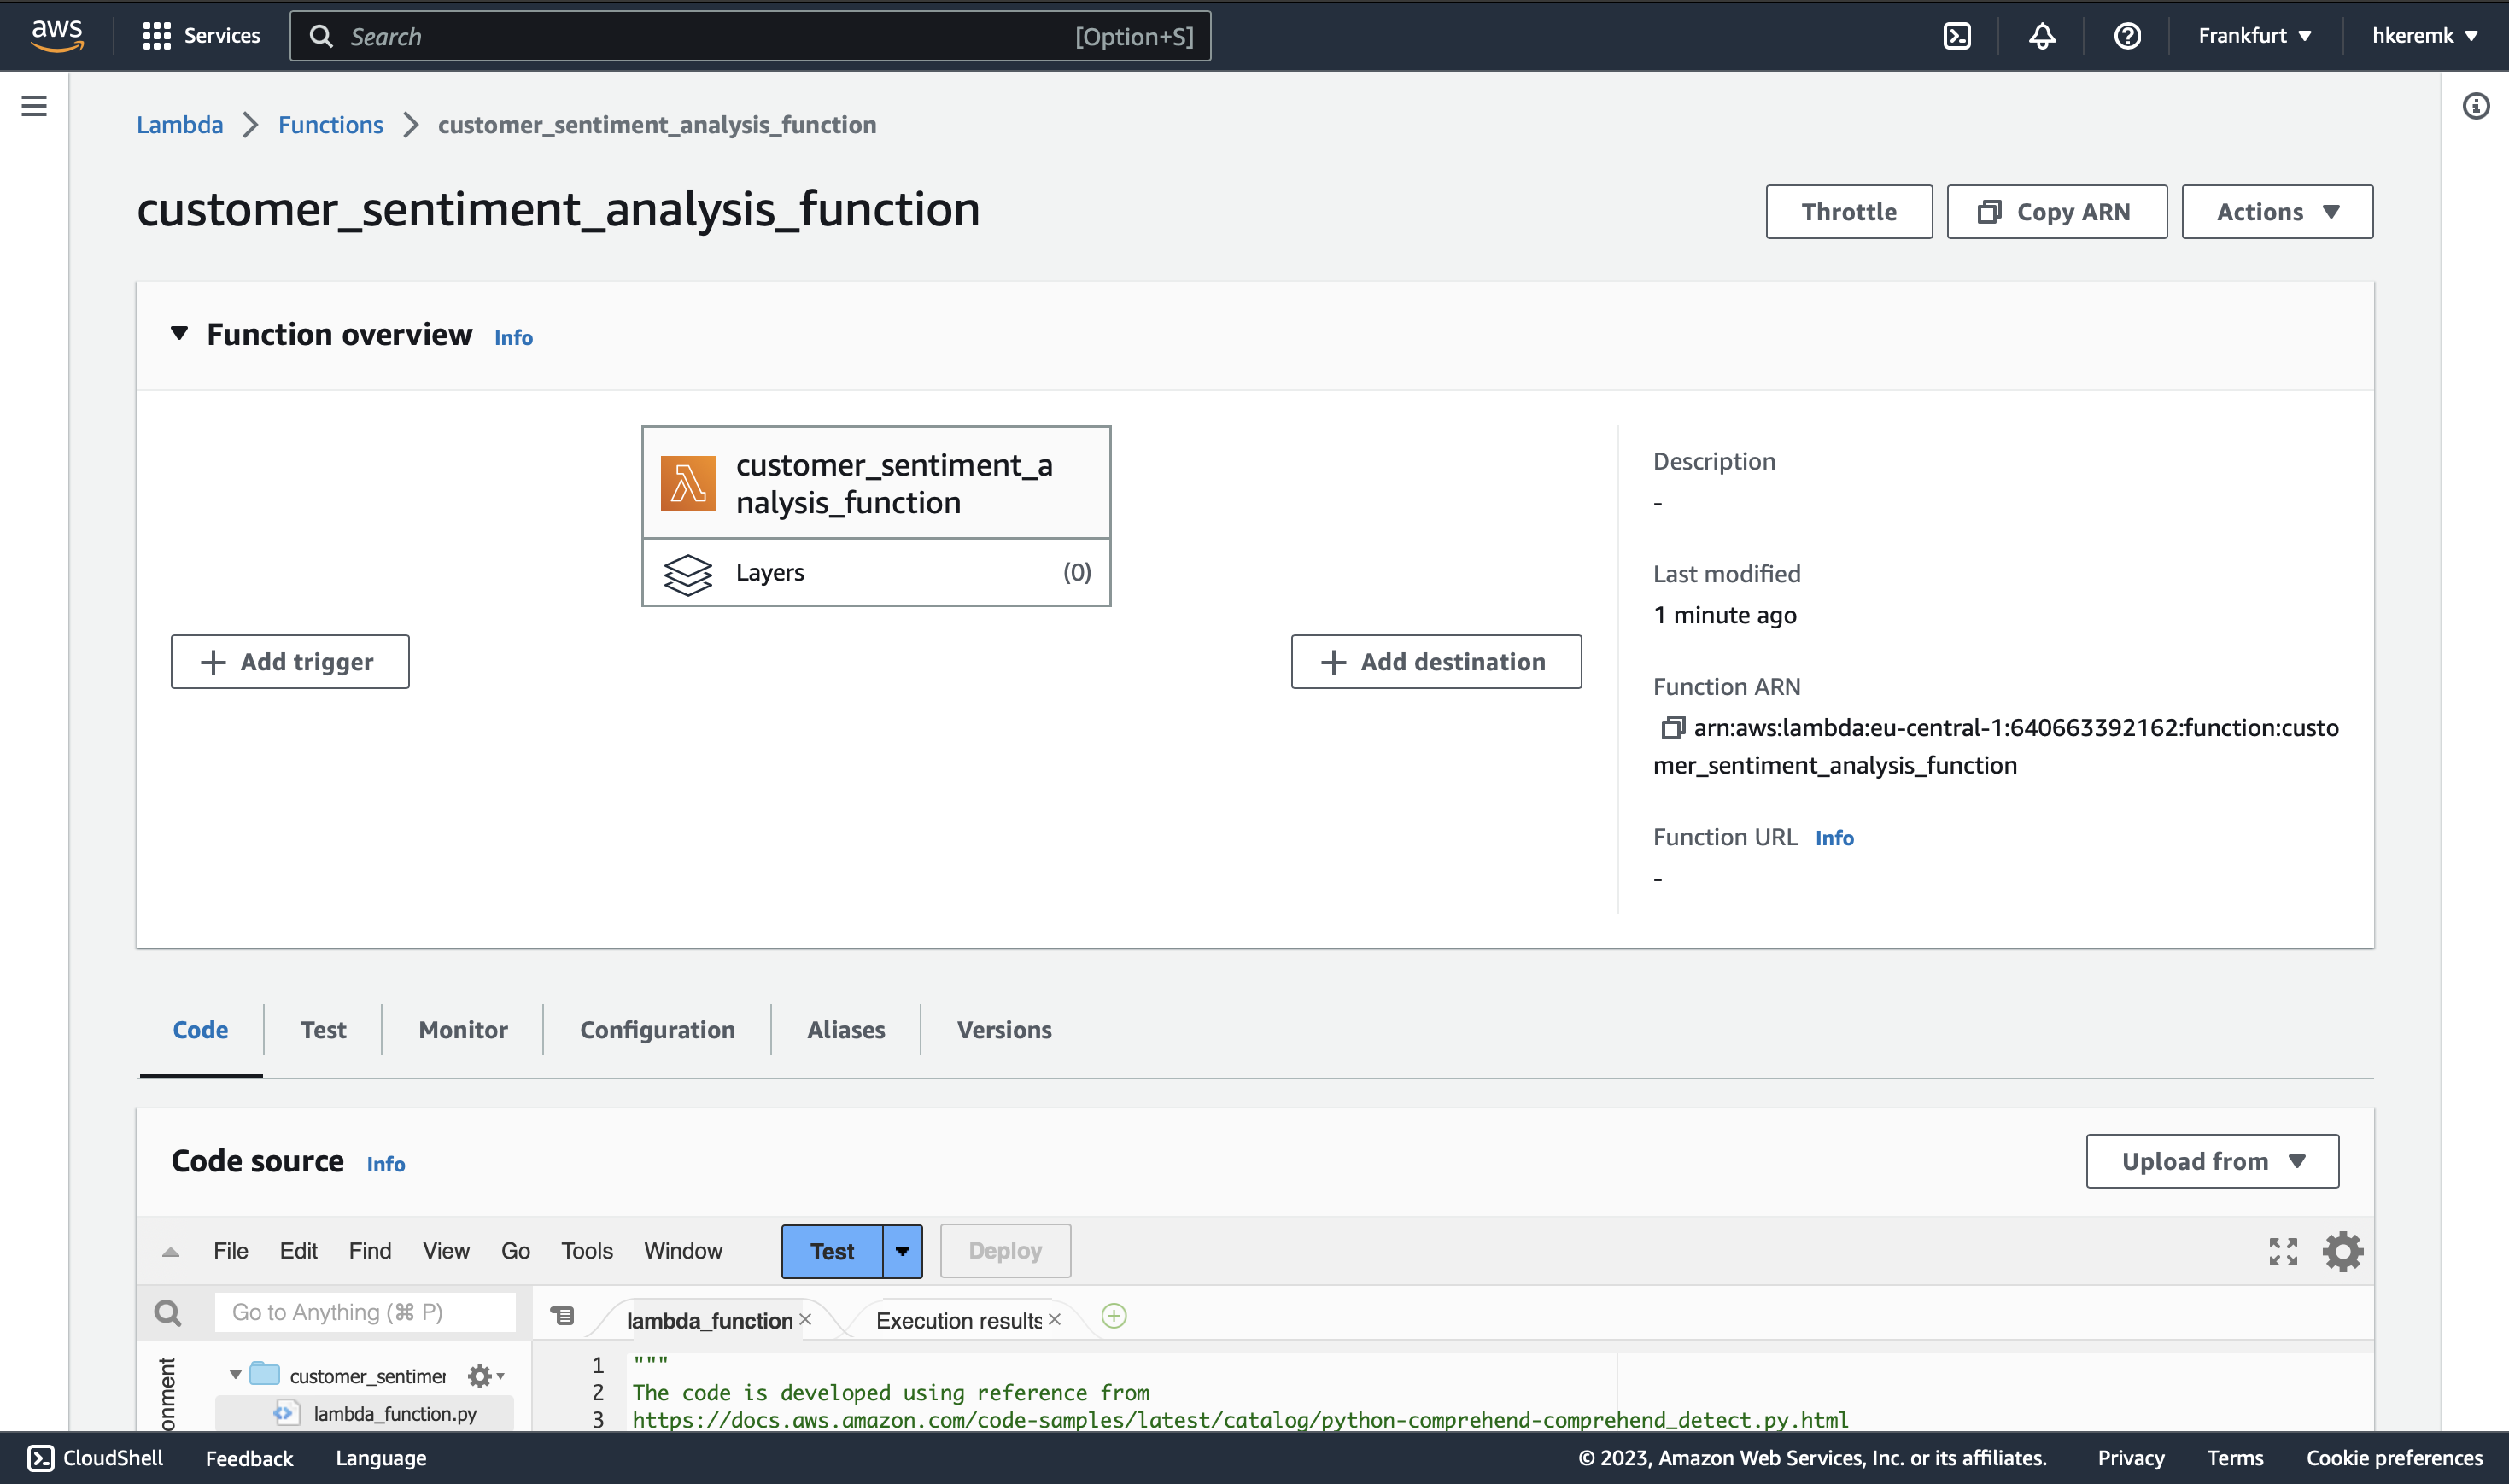 aws
Services
Search [Option+S]
Frankfurt
hkeremk
Lambda Functions customer_sentiment_analysis_function
customer_sentiment_analysis_function
Throttle
Copy ARN
Actions
Function overview Info
customer_sentiment_a
nalysis_function
Layers (0)
Add trigger
Add destination
Description
-
Last modified
1 minute ago
Function ARN
arn:aws:lambda:eu-central-1:640663392162:function:custo
mer_sentiment_analysis_function
Function URL Info
-
Code Test Monitor Configuration Aliases Versions
Code source Info
Upload from
File Edit Find View Go Tools Window Test Deploy
Go to Anything (⌘ P)
lambda_function × Execution results ×
onment
customer_sentimer
lambda_function.py
1 """
2 The code is developed using reference from
3 https://docs.aws.amazon.com/code-samples/latest/catalog/python-comprehend-comprehend_detect.py.html
CloudShell Feedback Language © 2023, Amazon Web Services, Inc. or its affiliates. Privacy Terms Cookie preferences